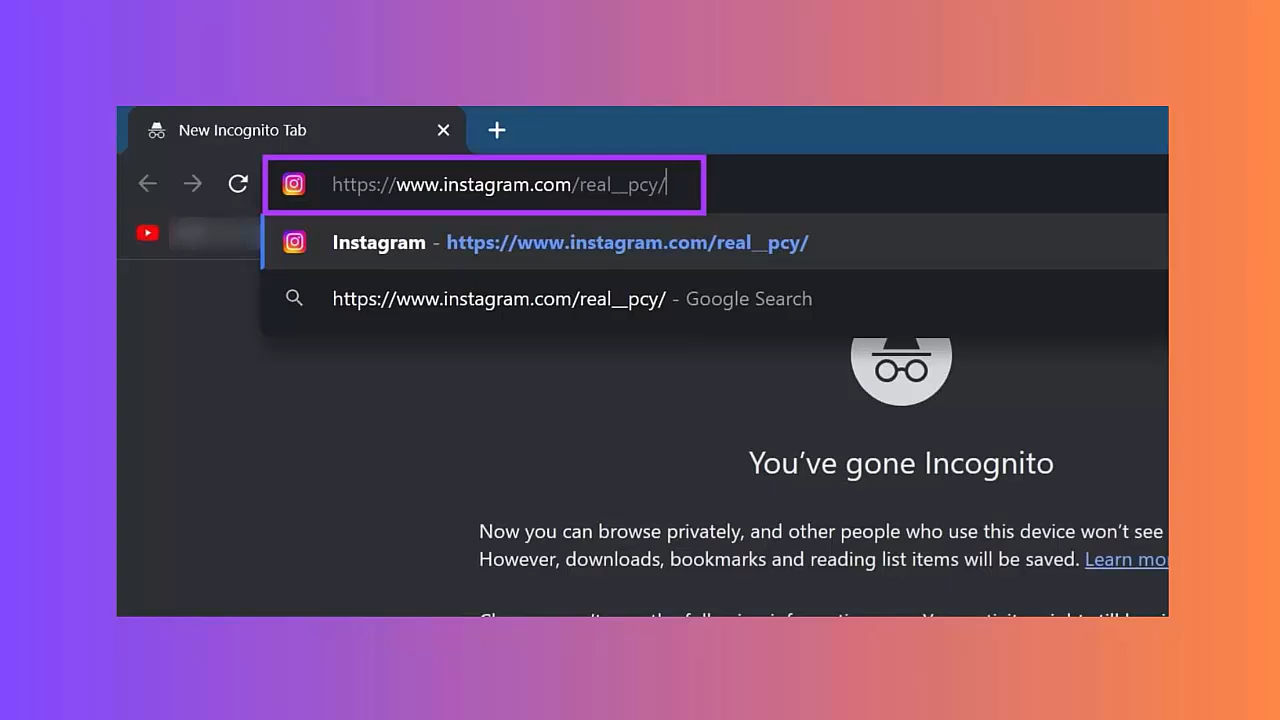 New Incognito Tab
https://www.instagram.com/real__pcy/
Instagram - https://www.instagram.com/real__pcy/
https://www.instagram.com/real__pcy/ - Google Search
You've gone Incognito
Now you can browse privately, and other people who use this device won't see
However, downloads, bookmarks and reading list items will be saved. Learn mo